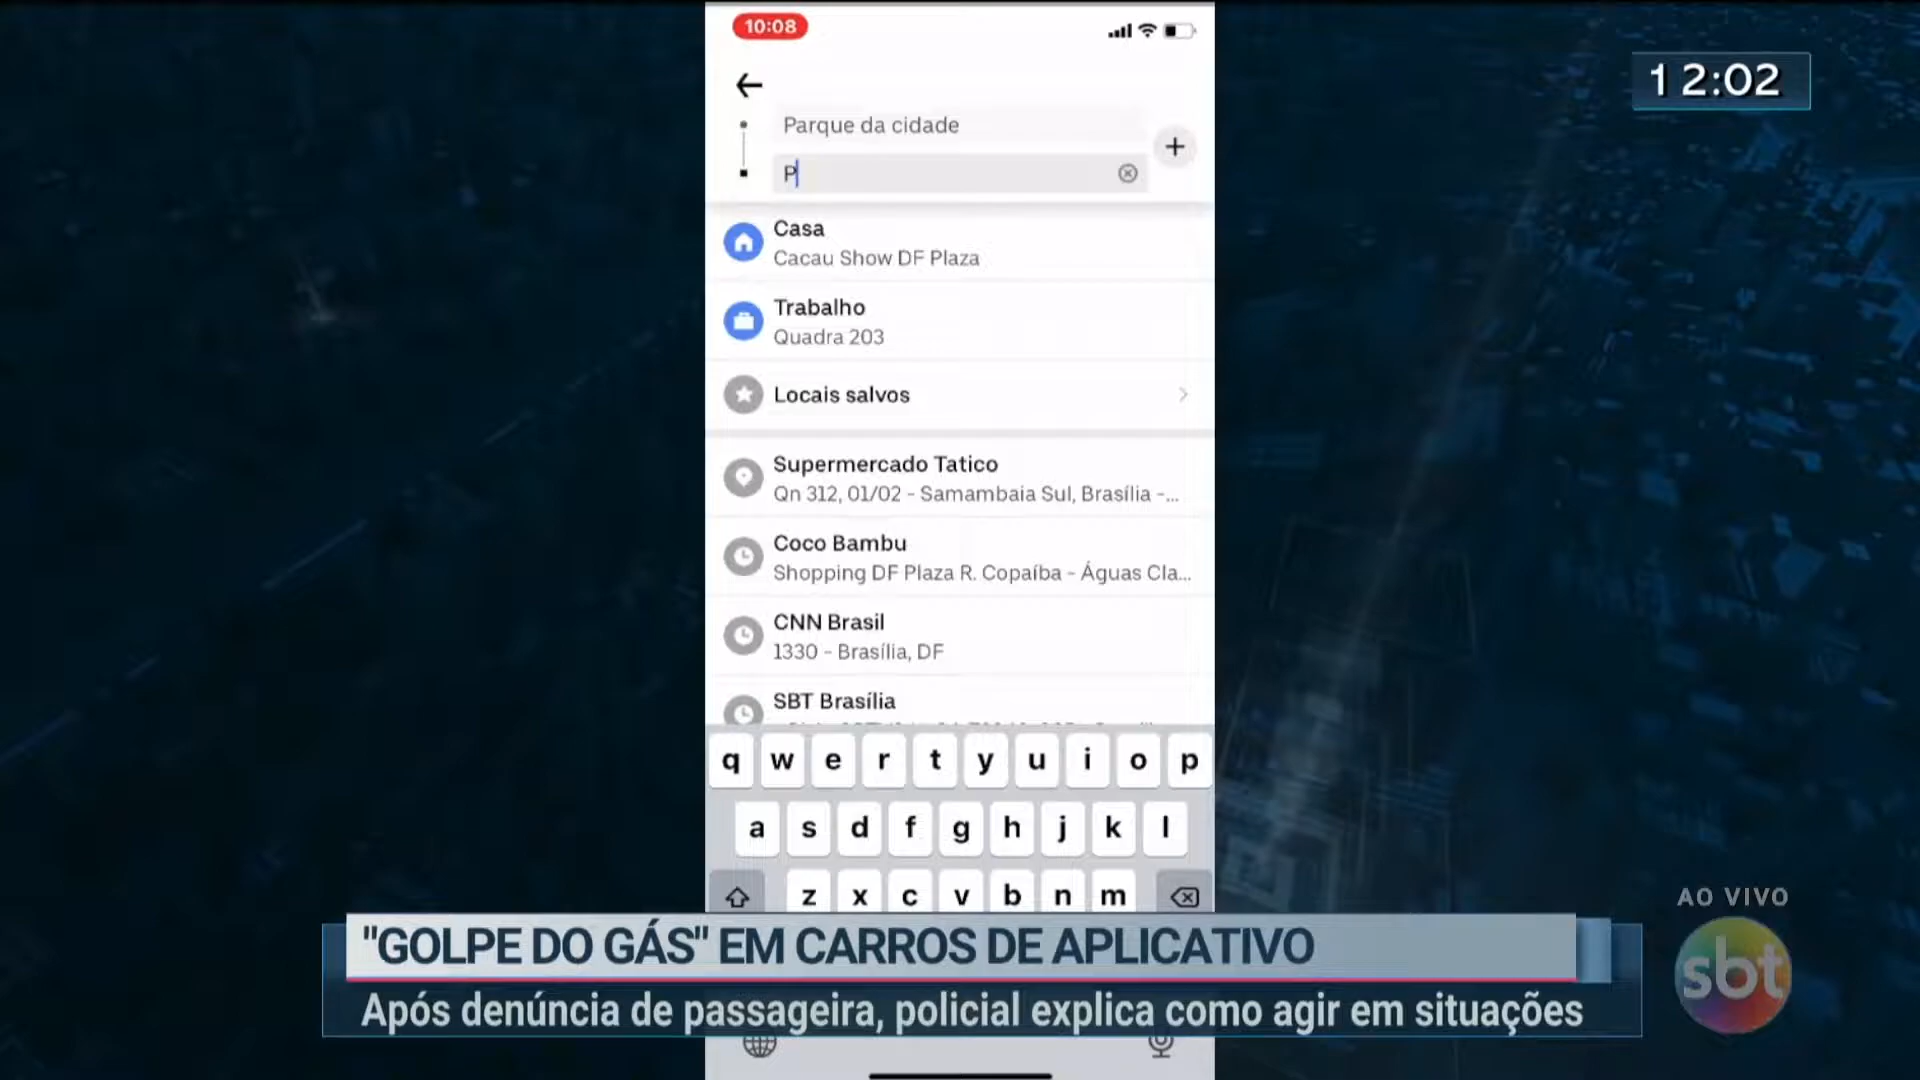 10:08
12:02
Parque da cidade
P
Casa
Cacau Show DF Plaza
Trabalho
Quadra 203
Locais salvos
Supermercado Tatico
Qn 312, 01/02 - Samambaia Sul, Brasília -...
Coco Bambu
Shopping DF Plaza R. Copaíba - Águas Cla...
CNN Brasil
1330 - Brasília, DF
SBT Brasília
q w e r t y u i o p
a s d f g h j k l
z x c v b n m
AO VIVO
sbt
"GOLPE DO GÁS" EM CARROS DE APLICATIVO
Após denúncia de passageira, policial explica como agir em situações